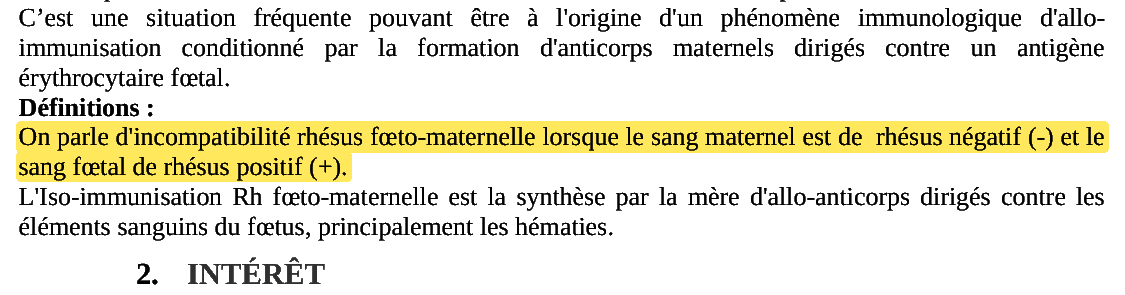 C’est une situation fréquente pouvant être à l'origine d'un phénomène immunologique d'allo-
immunisation conditionné par la formation d'anticorps maternels dirigés contre un antigène
érythrocytaire fœtal.
Définitions :
On parle d'incompatibilité rhésus fœto-maternelle lorsque le sang maternel est de  rhésus négatif (-) et le
sang fœtal de rhésus positif (+).
L'Iso-immunisation Rh fœto-maternelle est la synthèse par la mère d'allo-anticorps dirigés contre les
éléments sanguins du fœtus, principalement les hématies.
2. INTÉRÊT